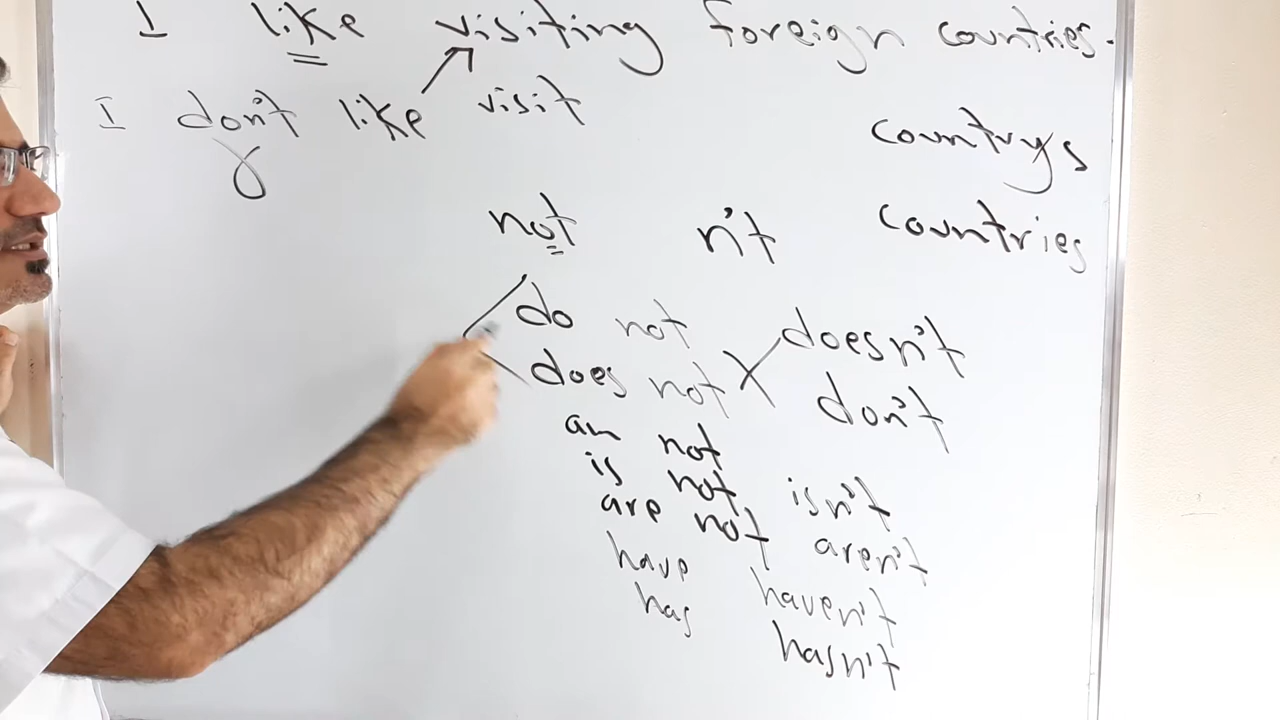 I like visiting foreign countries.
I don't like visit
countrys
not n't countries
do not doesn't
does not don't
am not
is not isn't
are not aren't
have haven't
has hasn't